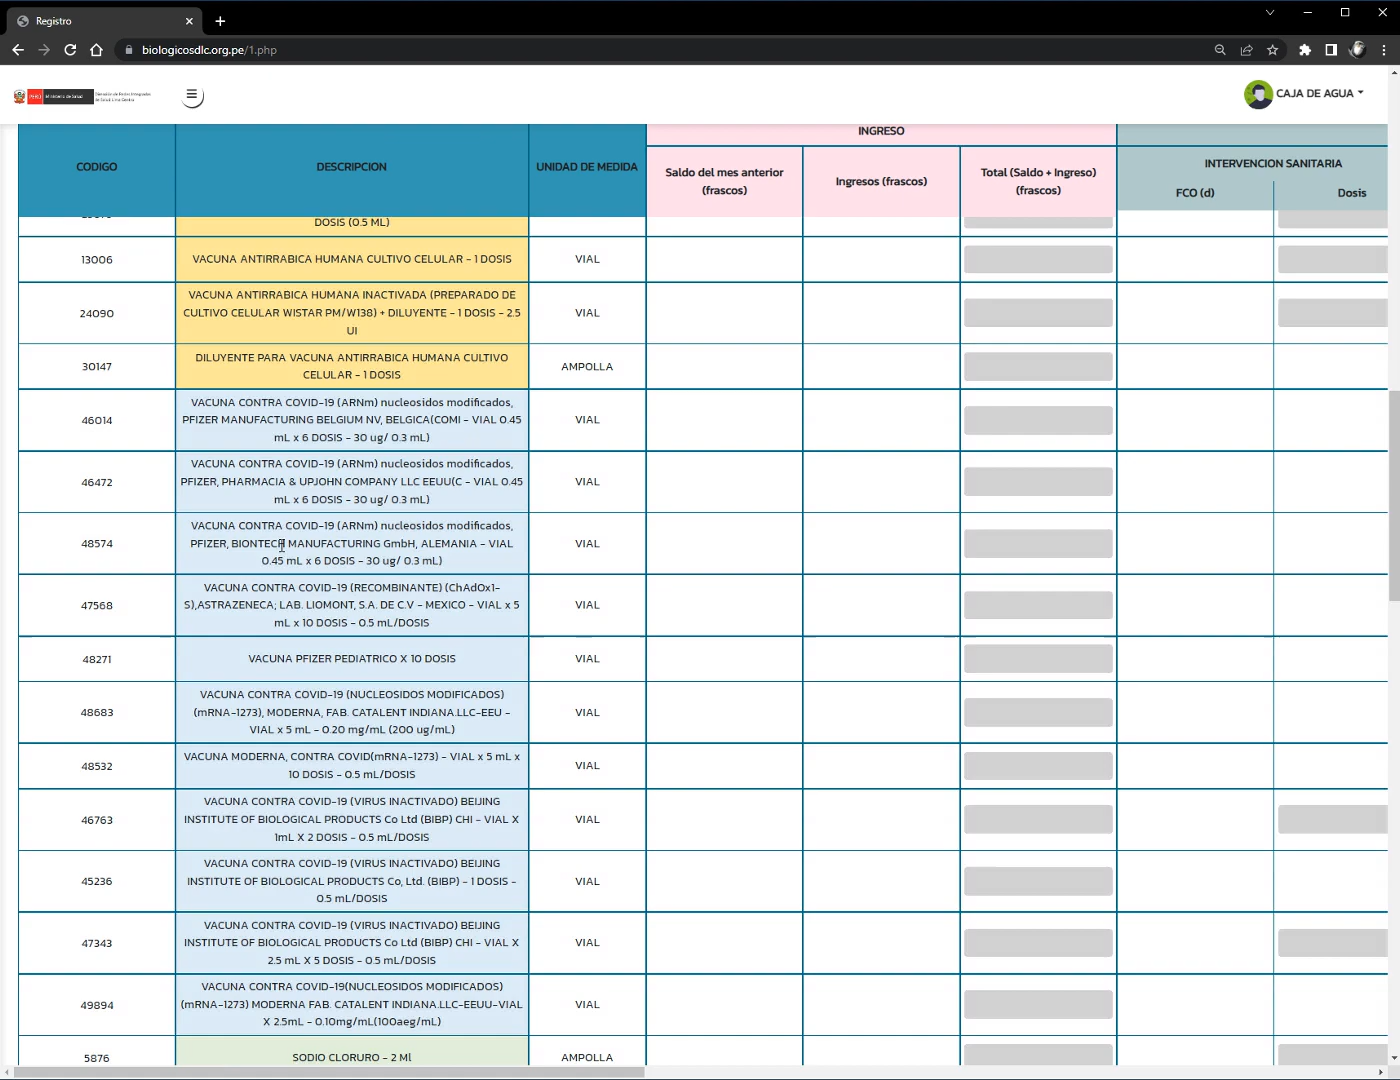 Registro
biologicosdlc.org.pe/1.php
PERÚ Ministerio de Salud
CAJA DE AGUA
CODIGO
DESCRIPCION
UNIDAD DE MEDIDA
INGRESO
Saldo del mes anterior
(frascos)
Ingresos (frascos)
Total (Saldo + Ingreso)
(frascos)
INTERVENCION SANITARIA
FCO (d)
Dosis
DOSIS (0.5 ML)
13006
VACUNA ANTIRRABICA HUMANA CULTIVO CELULAR - 1 DOSIS
VIAL
24090
VACUNA ANTIRRABICA HUMANA INACTIVADA (PREPARADO DE
CULTIVO CELULAR WISTAR PM/W138) + DILUYENTE - 1 DOSIS - 2.5
UI
VIAL
30147
DILUYENTE PARA VACUNA ANTIRRABICA HUMANA CULTIVO
CELULAR - 1 DOSIS
AMPOLLA
46014
VACUNA CONTRA COVID-19 (ARNm) nucleosidos modificados,
PFIZER MANUFACTURING BELGIUM NV, BELGICA(COMI - VIAL 0.45
mL x 6 DOSIS - 30 ug/ 0.3 mL)
VIAL
46472
VACUNA CONTRA COVID-19 (ARNm) nucleosidos modificados,
PFIZER, PHARMACIA & UPJOHN COMPANY LLC EEUU(C - VIAL 0.45
mL x 6 DOSIS - 30 ug/ 0.3 mL)
VIAL
48574
VACUNA CONTRA COVID-19 (ARNm) nucleosidos modificados,
PFIZER, BIONTECH MANUFACTURING GmbH, ALEMANIA - VIAL
0.45 mL x 6 DOSIS - 30 ug/ 0.3 mL)
VIAL
47568
VACUNA CONTRA COVID-19 (RECOMBINANTE) (ChAdOx1-
S),ASTRAZENECA; LAB. LIOMONT, S.A. DE C.V - MEXICO - VIAL x 5
mL x 10 DOSIS - 0.5 mL/DOSIS
VIAL
48271
VACUNA PFIZER PEDIATRICO X 10 DOSIS
VIAL
48683
VACUNA CONTRA COVID-19 (NUCLEOSIDOS MODIFICADOS)
(mRNA-1273), MODERNA, FAB. CATALENT INDIANA.LLC-EEU -
VIAL x 5 mL - 0.20 mg/mL (200 ug/mL)
VIAL
48532
VACUNA MODERNA, CONTRA COVID(mRNA-1273) - VIAL x 5 mL x
10 DOSIS - 0.5 mL/DOSIS
VIAL
46763
VACUNA CONTRA COVID-19 (VIRUS INACTIVADO) BEIJING
INSTITUTE OF BIOLOGICAL PRODUCTS Co Ltd (BIBP) CHI - VIAL X
1mL X 2 DOSIS - 0.5 mL/DOSIS
VIAL
45236
VACUNA CONTRA COVID-19 (VIRUS INACTIVADO) BEIJING
INSTITUTE OF BIOLOGICAL PRODUCTS Co, Ltd. (BIBP) - 1 DOSIS -
0.5 mL/DOSIS
VIAL
47343
VACUNA CONTRA COVID-19 (VIRUS INACTIVADO) BEIJING
INSTITUTE OF BIOLOGICAL PRODUCTS Co Ltd (BIBP) CHI - VIAL X
2.5 mL X 5 DOSIS - 0.5 mL/DOSIS
VIAL
49894
VACUNA CONTRA COVID-19(NUCLEOSIDOS MODIFICADOS)
(mRNA-1273) MODERNA FAB. CATALENT INDIANA.LLC-EEUU-VIAL
X 2.5mL - 0.10mg/mL(100aeg/mL)
VIAL
5876
SODIO CLORURO - 2 Ml
AMPOLLA